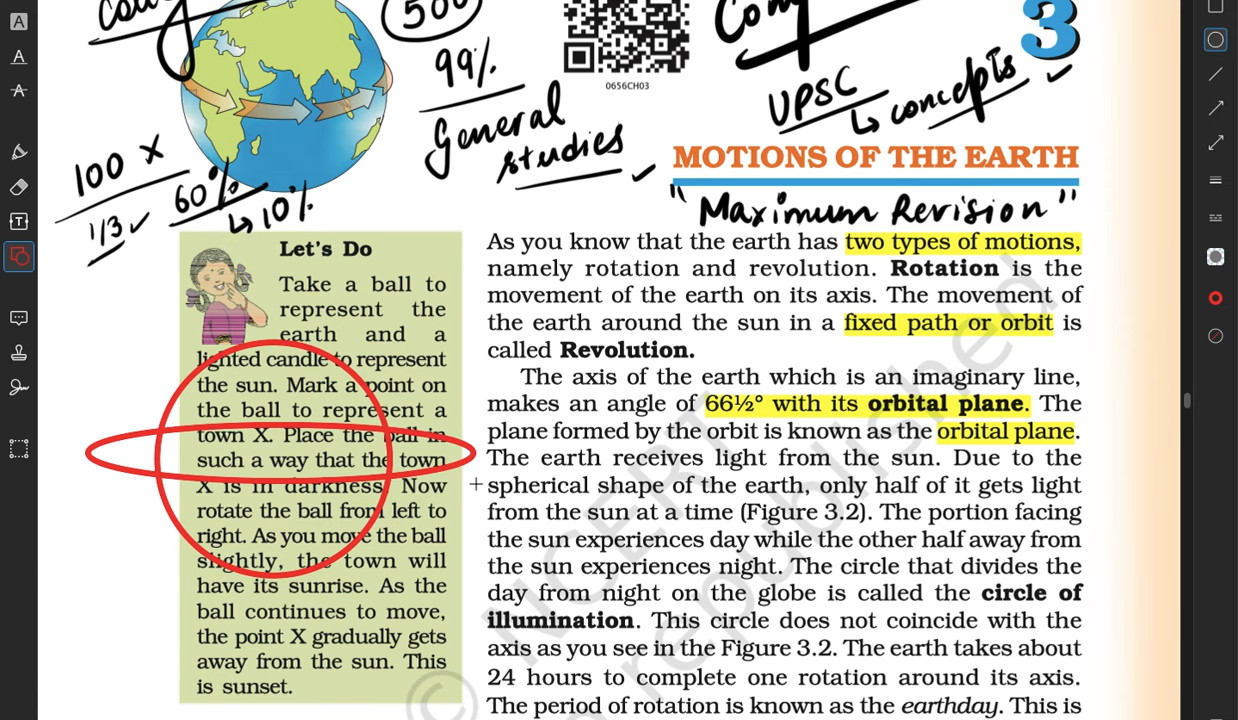 500
99%
General
studies
0656CH03
UPSC
concepts
3
100 X
1/3
60%
10%
MOTIONS OF THE EARTH
"Maximum Revision"
Let's Do
Take a ball to
represent the
earth and a
lighted candle to represent
the sun. Mark a point on
the ball to represent a
town X. Place the ball in
such a way that the town
X is in darkness. Now
rotate the ball from left to
right. As you move the ball
slightly, the town will
have its sunrise. As the
ball continues to move,
the point X gradually gets
away from the sun. This
is sunset.
As you know that the earth has two types of motions,
namely rotation and revolution. Rotation is the
movement of the earth on its axis. The movement of
the earth around the sun in a fixed path or orbit is
called Revolution.
The axis of the earth which is an imaginary line,
makes an angle of 66½° with its orbital plane. The
plane formed by the orbit is known as the orbital plane.
The earth receives light from the sun. Due to the
spherical shape of the earth, only half of it gets light
from the sun at a time (Figure 3.2). The portion facing
the sun experiences day while the other half away from
the sun experiences night. The circle that divides the
day from night on the globe is called the circle of
illumination. This circle does not coincide with the
axis as you see in the Figure 3.2. The earth takes about
24 hours to complete one rotation around its axis.
The period of rotation is known as the earthday. This is
© NCERT
republished